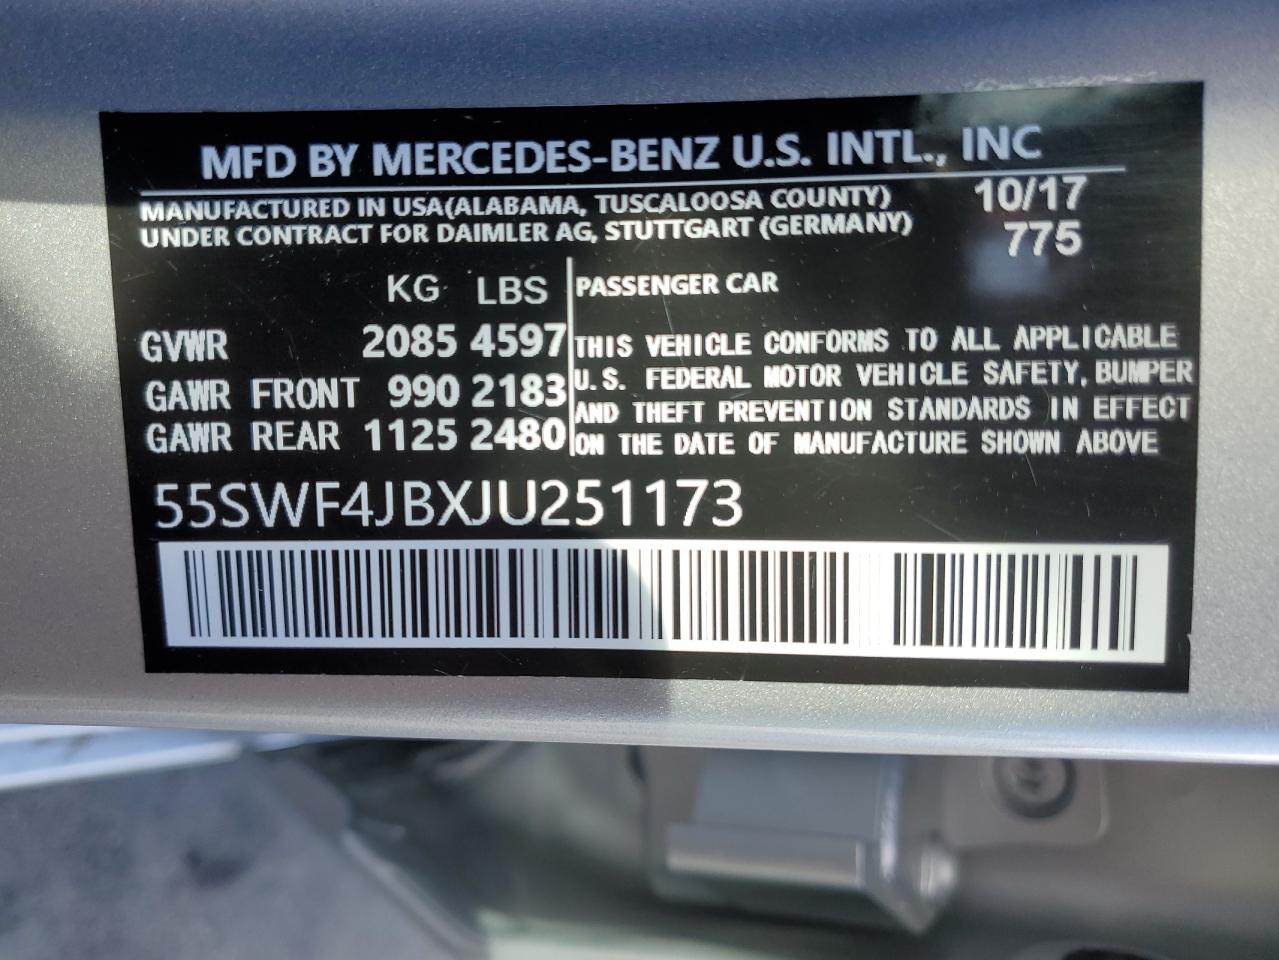 MFD BY MERCEDES-BENZ U.S. INTL., INC
MANUFACTURED IN USA(ALABAMA, TUSCALOOSA COUNTY) 10/17
UNDER CONTRACT FOR DAIMLER AG, STUTTGART (GERMANY) 775
KG LBS PASSENGER CAR
GVWR 2085 4597 THIS VEHICLE CONFORMS TO ALL APPLICABLE
GAWR FRONT 990 2183 U.S. FEDERAL MOTOR VEHICLE SAFETY, BUMPER
AND THEFT PREVENTION STANDARDS IN EFFECT
GAWR REAR 1125 2480 ON THE DATE OF MANUFACTURE SHOWN ABOVE
55SWF4JBXJU251173